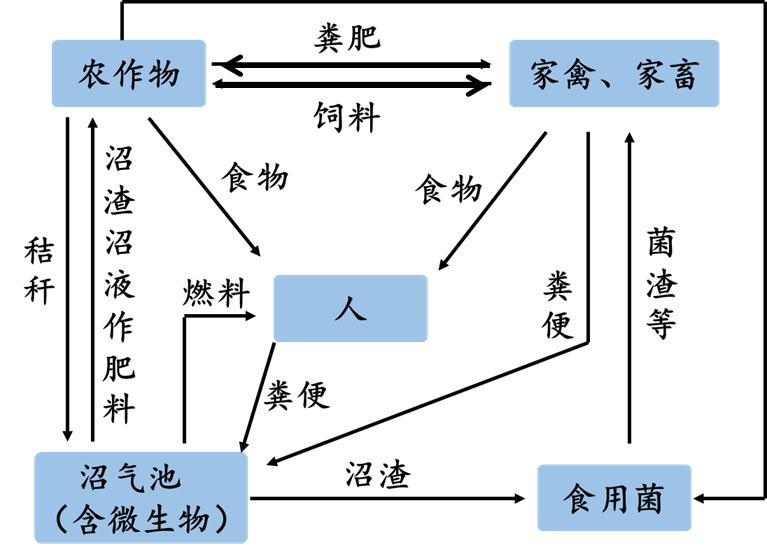 粪肥
农作物
家禽、家畜
饲料
沼渣沼液作肥料
食物
食物
秸秆
菌渣等
燃料
人
粪便
粪便
沼气池
（含微生物）
沼渣
食用菌